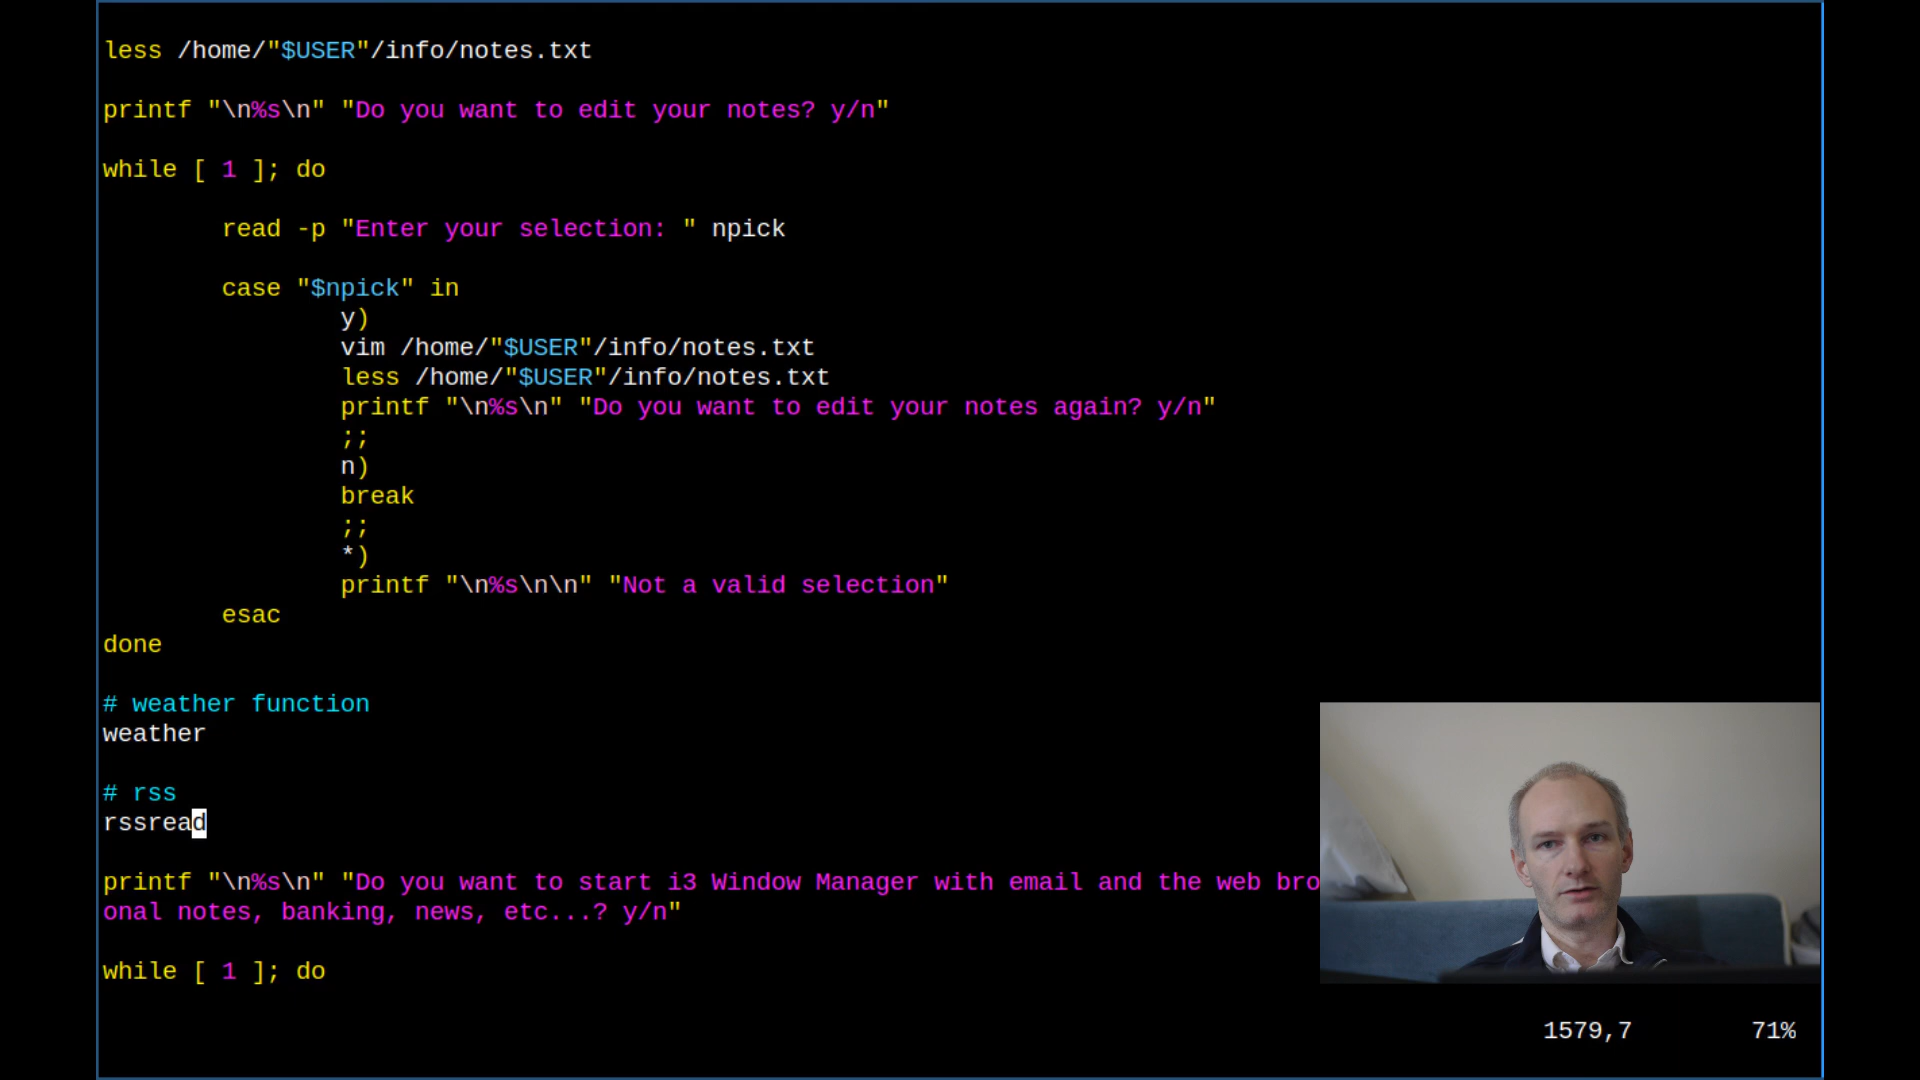 less /home/"$USER"/info/notes.txt
printf "\n%s\n" "Do you want to edit your notes? y/n"
while [ 1 ]; do
read -p "Enter your selection: " npick
case "$npick" in
y)
vim /home/"$USER"/info/notes.txt
less /home/"$USER"/info/notes.txt
printf "\n%s\n" "Do you want to edit your notes again? y/n"
;;
n)
break
;;
*)
printf "\n%s\n\n" "Not a valid selection"
esac
done
# weather function
weather
# rss
rssread
printf "\n%s\n" "Do you want to start i3 Window Manager with email and the web bro
onal notes, banking, news, etc...? y/n"
while [ 1 ]; do
1579,7 71%